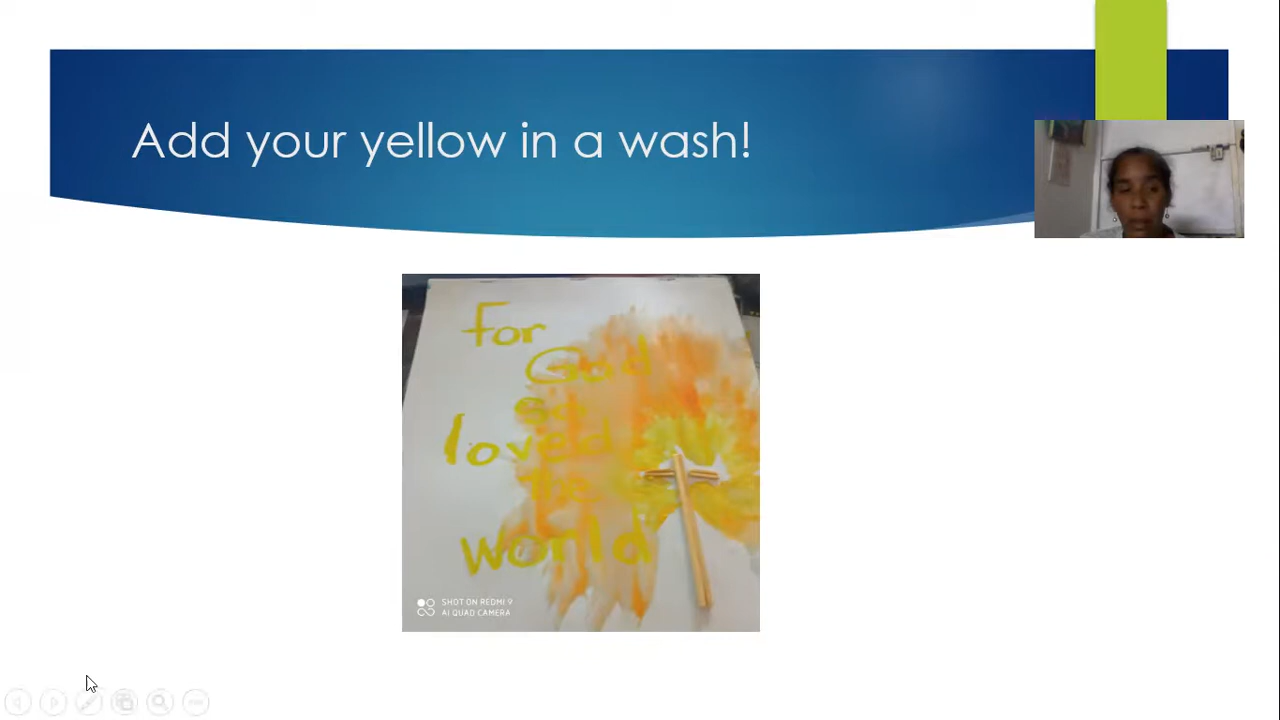 Add your yellow in a wash!
For
God
so
loved
the
world
SHOT ON REDMI 9
AI QUAD CAMERA